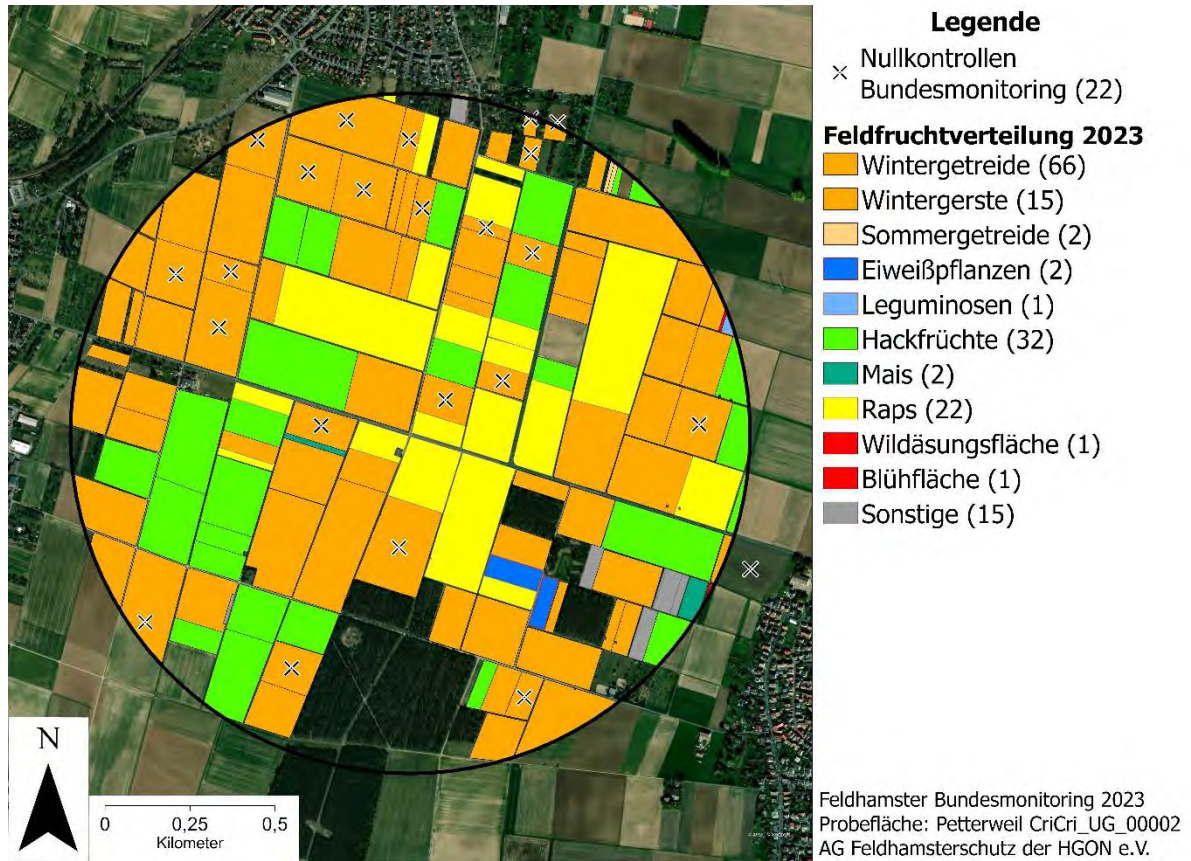 Legende
Nullkontrollen
Bundesmonitoring (22)
Feldfruchtverteilung 2023
Wintergetreide (66)
Wintergerste (15)
Sommergetreide (2)
Eiweißpflanzen (2)
Leguminosen (1)
Hackfrüchte (32)
Mais (2)
Raps (22)
Wildäsungsfläche (1)
Blühfläche (1)
Sonstige (15)
N
0 0,25 0,5
Kilometer
Feldhamster Bundesmonitoring 2023
Probefläche: Petterweil CriCri_UG_00002
AG Feldhamsterschutz der HGON e.V.